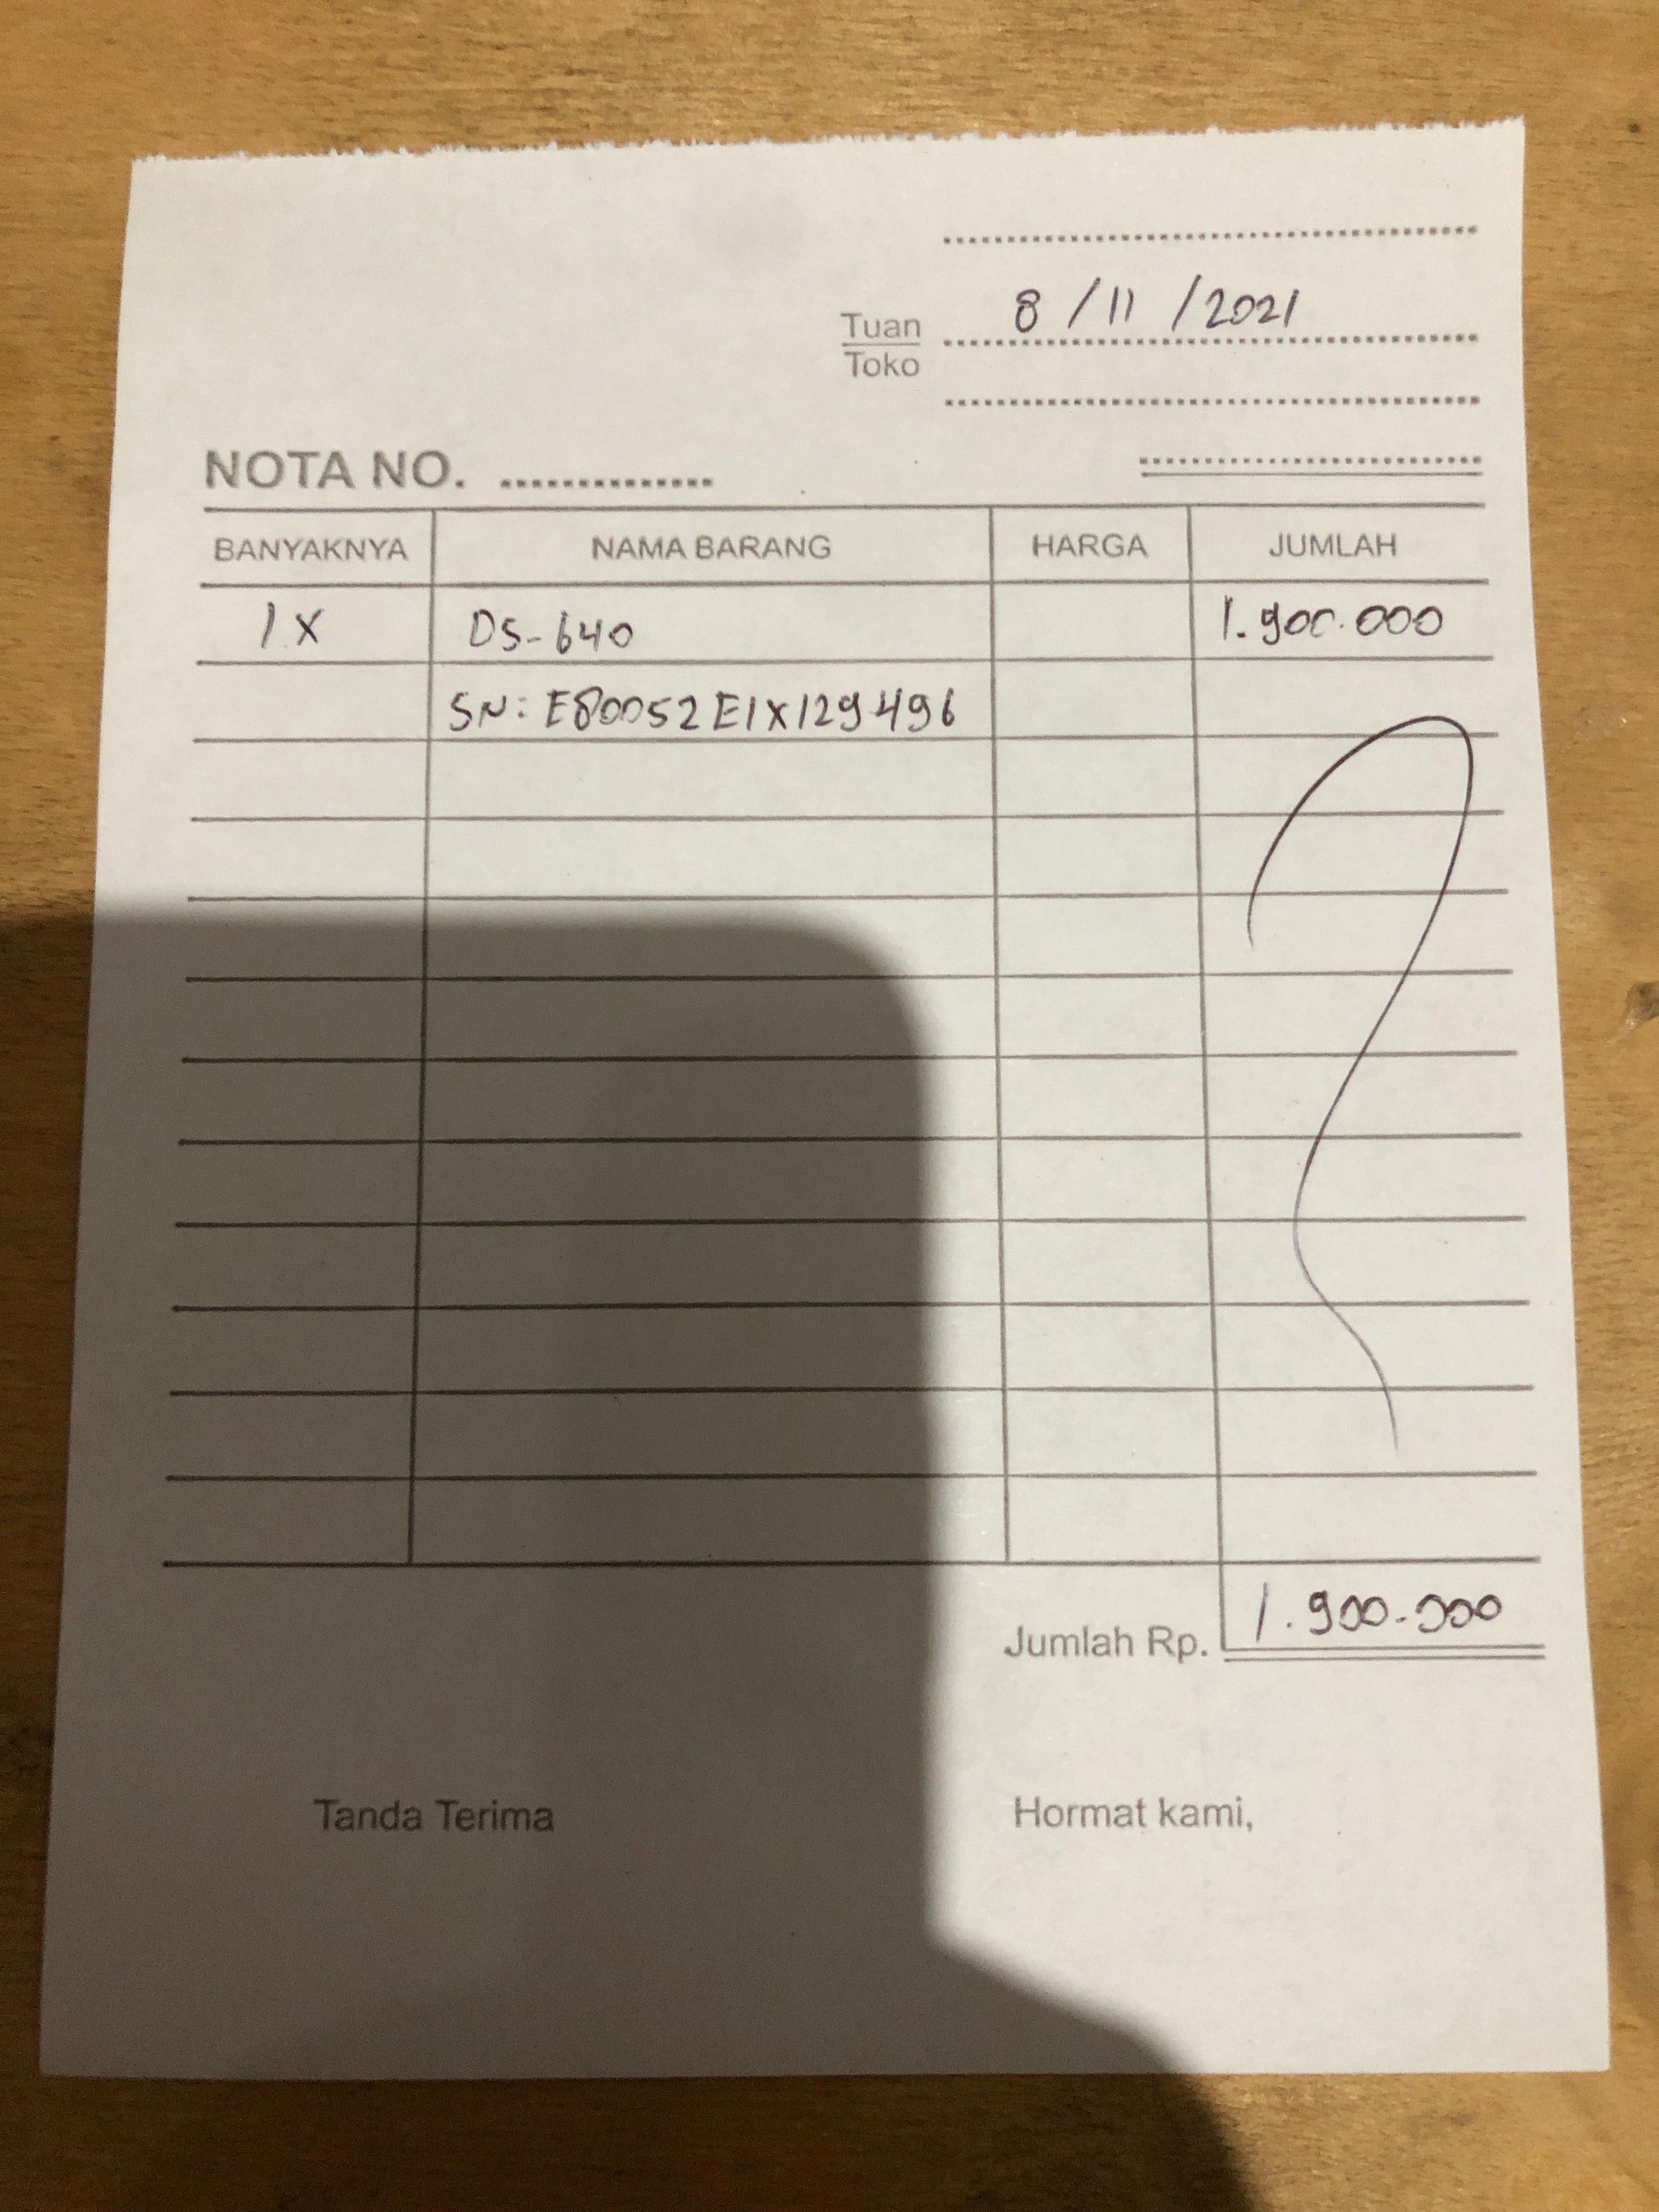 8 / 11 / 2021
Tuan
Toko
NOTA NO. ..............
BANYAKNYA NAMA BARANG HARGA JUMLAH
1 X DS-640 1.900.000
SN: E80052E1X129496
Jumlah Rp. 1.900.000
Tanda Terima Hormat kami,